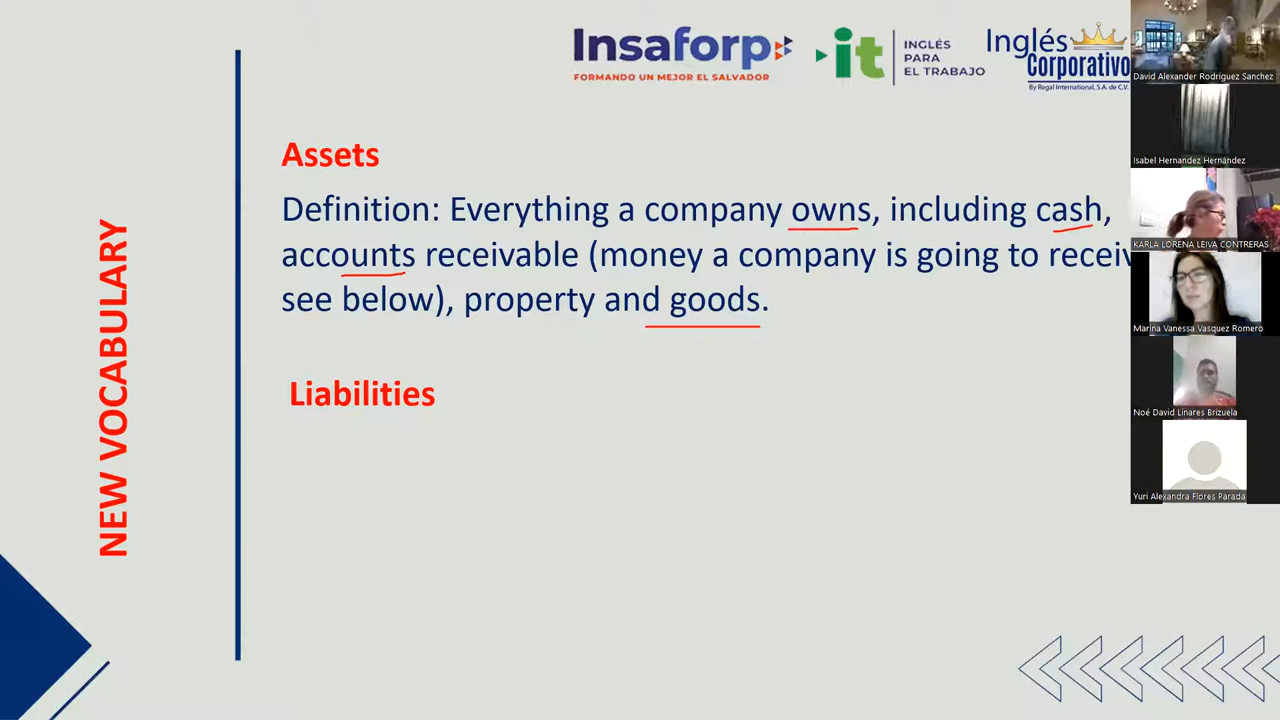 Insaforp
FORMANDO UN MEJOR EL SALVADOR
it
INGLÉS
PARA
EL TRABAJO
Inglés
Corporativo
By Regal International, S.A. de C.V.
NEW VOCABULARY
Assets
Definition: Everything a company owns, including cash,
accounts receivable (money a company is going to receiv
see below), property and goods.
Liabilities
David Alexander Rodriguez Sanchez
Isabel Hernandez Hernández
KARLA LORENA LEIVA CONTRERAS
Marina Vanessa Vasquez Romero
Noé David Linares Brizuela
Yuri Alexandra Flores Parada